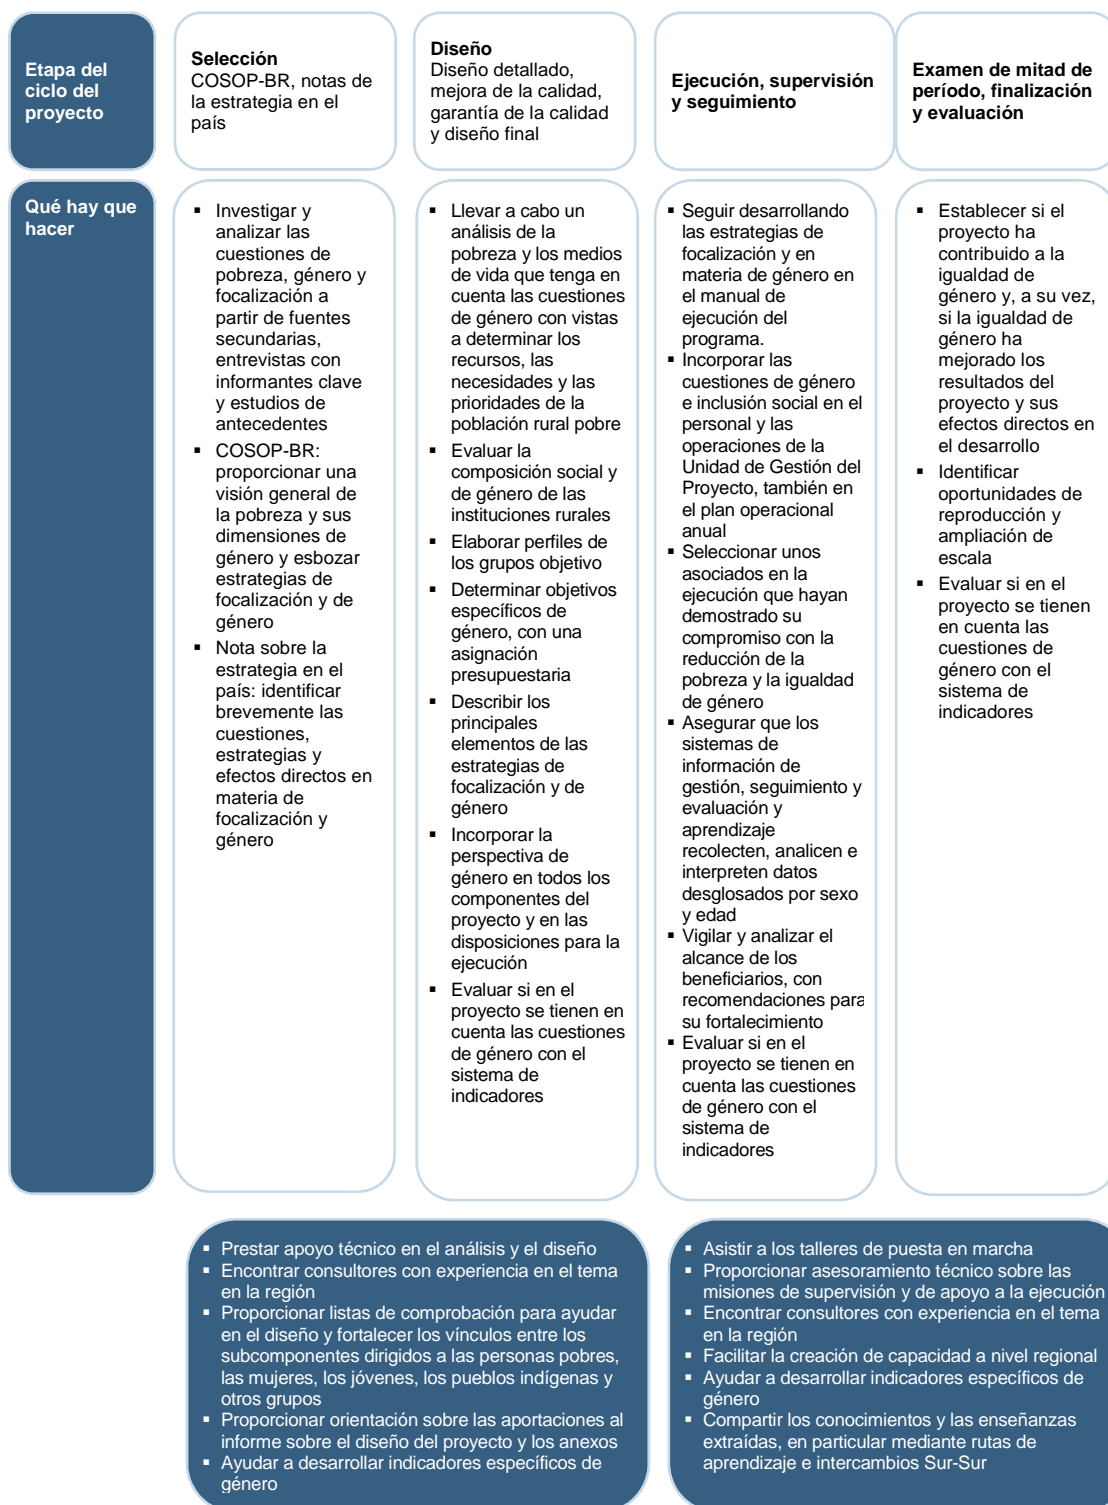 Etapa del
ciclo del
proyecto
Selección
COSOP-BR, notas de
la estrategia en el
país
Diseño
Diseño detallado,
mejora de la calidad,
garantía de la calidad
y diseño final
Ejecución, supervisión
y seguimiento
Examen de mitad de
período, finalización
y evaluación
Qué hay que
hacer
▪ Investigar y
analizar las
cuestiones de
pobreza, género y
focalización a
partir de fuentes
secundarias,
entrevistas con
informantes clave
y estudios de
antecedentes
▪ COSOP-BR:
proporcionar una
visión general de
la pobreza y sus
dimensiones de
género y esbozar
estrategias de
focalización y de
género
▪ Nota sobre la
estrategia en el
país: identificar
brevemente las
cuestiones,
estrategias y
efectos directos en
materia de
focalización y
género
▪ Llevar a cabo un
análisis de la
pobreza y los medios
de vida que tenga en
cuenta las cuestiones
de género con vistas
a determinar los
recursos, las
necesidades y las
prioridades de la
población rural pobre
▪ Evaluar la
composición social y
de género de las
instituciones rurales
▪ Elaborar perfiles de
los grupos objetivo
▪ Determinar objetivos
específicos de
género, con una
asignación
presupuestaria
▪ Describir los
principales
elementos de las
estrategias de
focalización y de
género
▪ Incorporar la
perspectiva de
género en todos los
componentes del
proyecto y en las
disposiciones para la
ejecución
▪ Evaluar si en el
proyecto se tienen en
cuenta las cuestiones
de género con el
sistema de
indicadores
▪ Seguir desarrollando
las estrategias de
focalización y en
materia de género en
el manual de
ejecución del
programa.
▪ Incorporar las
cuestiones de género
e inclusión social en el
personal y las
operaciones de la
Unidad de Gestión del
Proyecto, también en
el plan operacional
anual
▪ Seleccionar unos
asociados en la
ejecución que hayan
demostrado su
compromiso con la
reducción de la
pobreza y la igualdad
de género
▪ Asegurar que los
sistemas de
información de
gestión, seguimiento y
evaluación y
aprendizaje
recolecten, analicen e
interpreten datos
desglosados por sexo
y edad
▪ Vigilar y analizar el
alcance de los
beneficiarios, con
recomendaciones para
su fortalecimiento
▪ Evaluar si en el
proyecto se tienen en
cuenta las cuestiones
de género con el
sistema de
indicadores
▪ Establecer si el
proyecto ha
contribuido a la
igualdad de
género y, a su vez,
si la igualdad de
género ha
mejorado los
resultados del
proyecto y sus
efectos directos en
el desarrollo
▪ Identificar
oportunidades de
reproducción y
ampliación de
escala
▪ Evaluar si en el
proyecto se tienen
en cuenta las
cuestiones de
género con el
sistema de
indicadores
▪ Prestar apoyo técnico en el análisis y el diseño
▪ Encontrar consultores con experiencia en el tema
en la región
▪ Proporcionar listas de comprobación para ayudar
en el diseño y fortalecer los vínculos entre los
subcomponentes dirigidos a las personas pobres,
las mujeres, los jóvenes, los pueblos indígenas y
otros grupos
▪ Proporcionar orientación sobre las aportaciones al
informe sobre el diseño del proyecto y los anexos
▪ Ayudar a desarrollar indicadores específicos de
género
▪ Asistir a los talleres de puesta en marcha
▪ Proporcionar asesoramiento técnico sobre las
misiones de supervisión y de apoyo a la ejecución
▪ Encontrar consultores con experiencia en el tema
en la región
▪ Facilitar la creación de capacidad a nivel regional
▪ Ayudar a desarrollar indicadores específicos de
género
▪ Compartir los conocimientos y las enseñanzas
extraídas, en particular mediante rutas de
aprendizaje e intercambios Sur-Sur